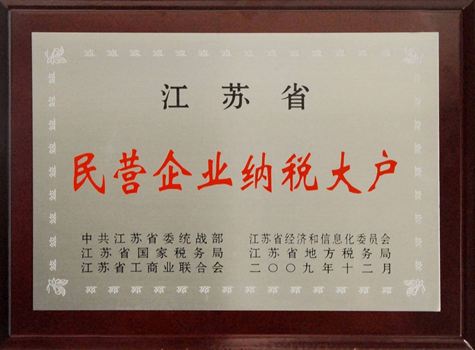 江苏省
民营企业纳税大户
中共江苏省委统战部 江苏省经济和信息化委员会
江苏省国家税务局 江苏省地方税务局
江苏省工商业联合会 二〇〇九年十二月